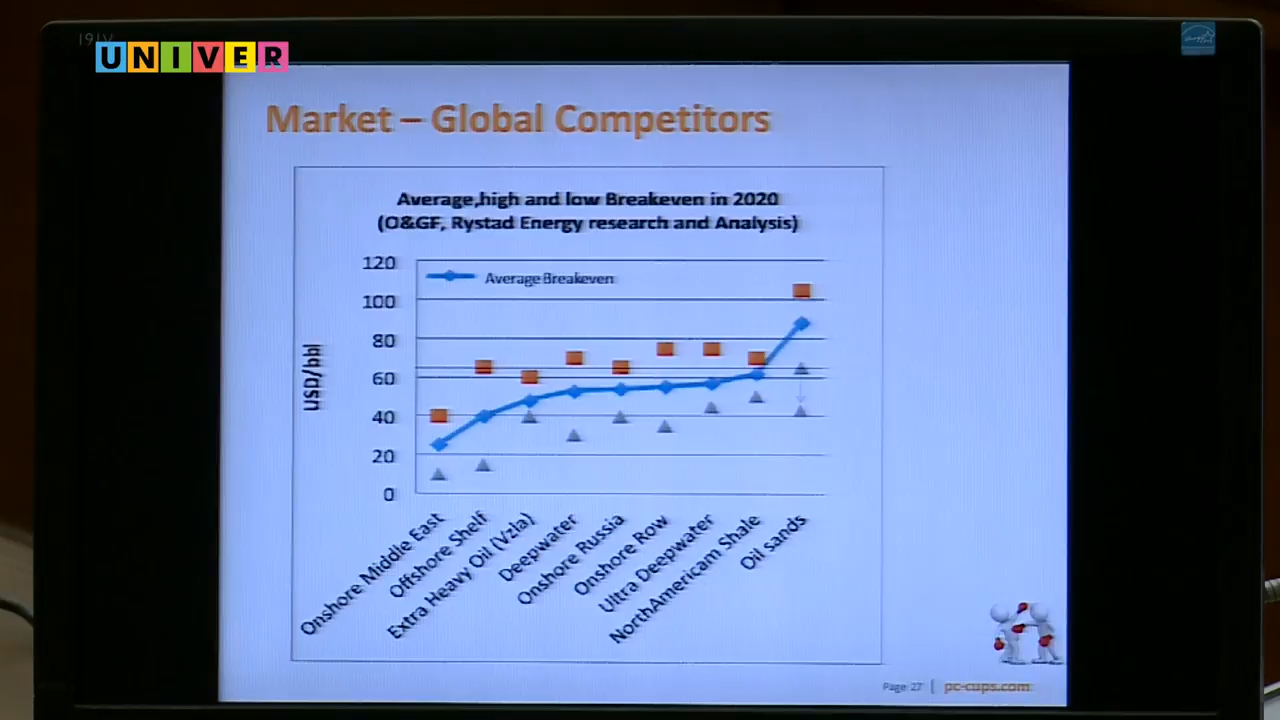 UNIVER
Market – Global Competitors
Average,high and low Breakeven in 2020
(O&GF, Rystad Energy research and Analysis)
Average Breakeven
USD/bbl
120
100
80
60
40
20
0
Onshore Middle East
Offshore Shelf
Extra Heavy Oil (Vzla)
Deepwater
Onshore Russia
Onshore Row
Ultra Deepwater
NorthAmericam Shale
Oil sands
Page 27 | pc-cups.com